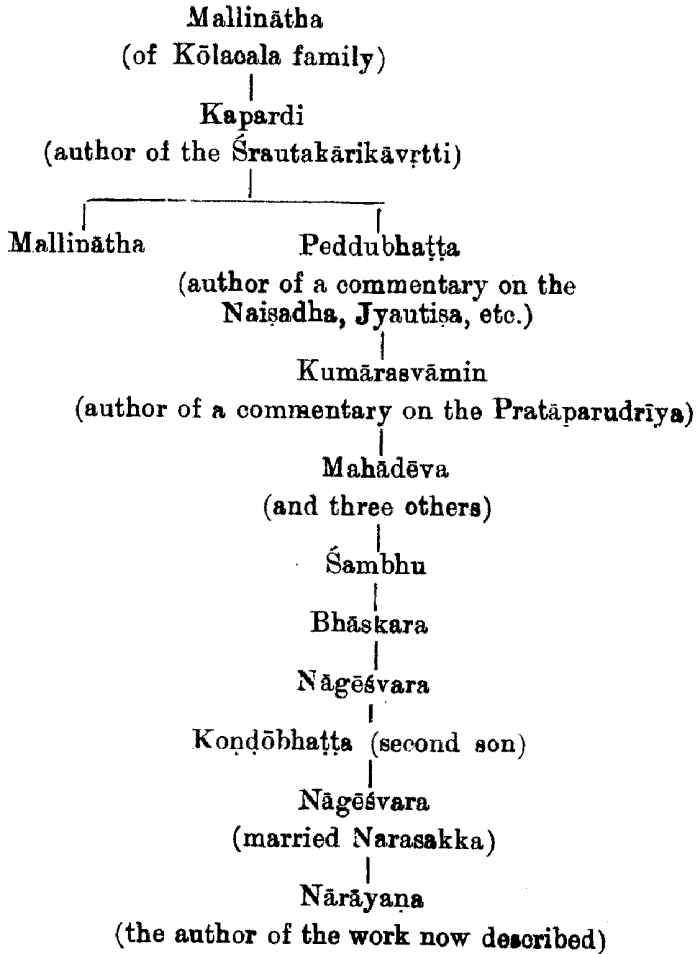 Mallinātha
(of Kōlacala family)
Kapardi
(author of the Śrautakārikāvṛtti)
Mallinātha Peddubhaṭṭa
(author of a commentary on the
Naiṣadha, Jyautiṣa, etc.)
Kumārasvāmin
(author of a commentary on the Pratāparudrīya)
Mahādēva
(and three others)
Śambhu
Bhāskara
Nāgēśvara
Koṇḍōbhaṭṭa (second son)
Nāgēśvara
(married Narasakka)
Nārāyaṇa
(the author of the work now described)